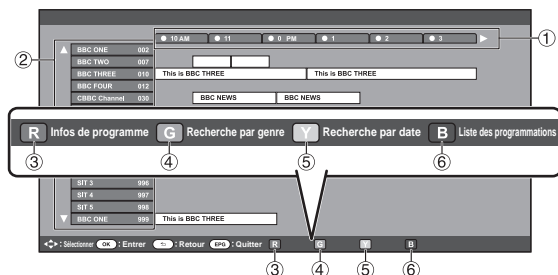 10 AM 11 0 PM 1 2 3 ①
② BBC ONE 002
BBC TWO 007
BBC THREE 010 This is BBC THREE This is BBC THREE
BBC FOUR 012
CBBC Channel 030 BBC NEWS BBC NEWS
R Infos de programme G Recherche par genre Y Recherche par date B Liste des programmations
③ ④ ⑤ ⑥
SIT 3 996
SIT 4 997
SIT 5 998
BBC ONE 999 This is BBC THREE
: Sélectionner OK : Entrer : Retour EPG : Quitter R G Y B
③ ④ ⑤ ⑥